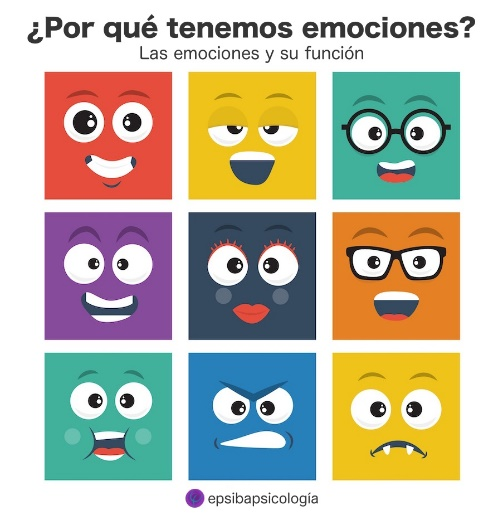 ¿Por qué tenemos emociones?
Las emociones y su función
epsibapsicología